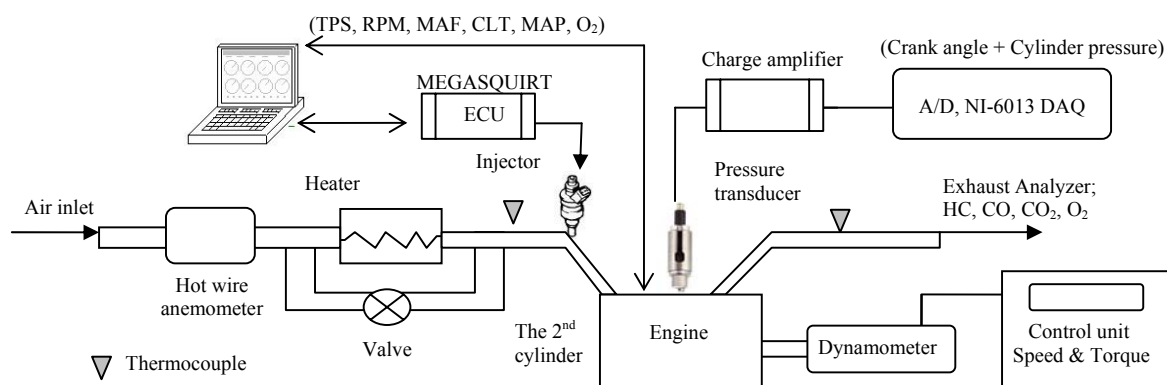 (TPS, RPM, MAF, CLT, MAP, O₂)
(Crank angle + Cylinder pressure)
Charge amplifier
MEGASQUIRT
ECU
A/D, NI-6013 DAQ
Injector
Pressure
transducer
Heater
Exhaust Analyzer;
HC, CO, CO₂, O₂
Air inlet
Hot wire
anemometer
The 2ⁿᵈ
cylinder
Engine
Valve
Dynamometer
Control unit
Speed & Torque
Thermocouple